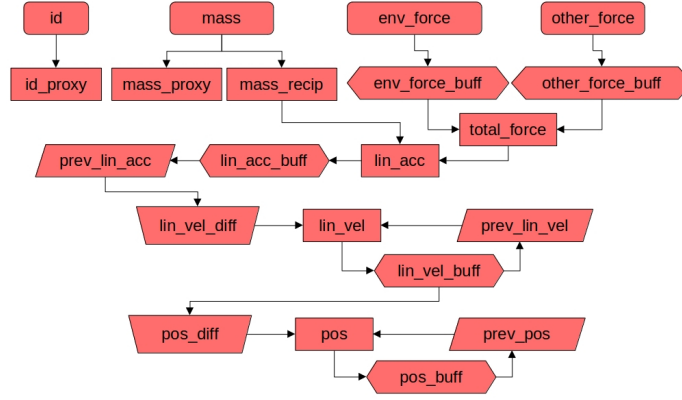 id
mass
env_force
other_force
id_proxy
mass_proxy
mass_recip
env_force_buff
other_force_buff
total_force
prev_lin_acc
lin_acc_buff
lin_acc
lin_vel_diff
lin_vel
prev_lin_vel
lin_vel_buff
pos_diff
pos
prev_pos
pos_buff